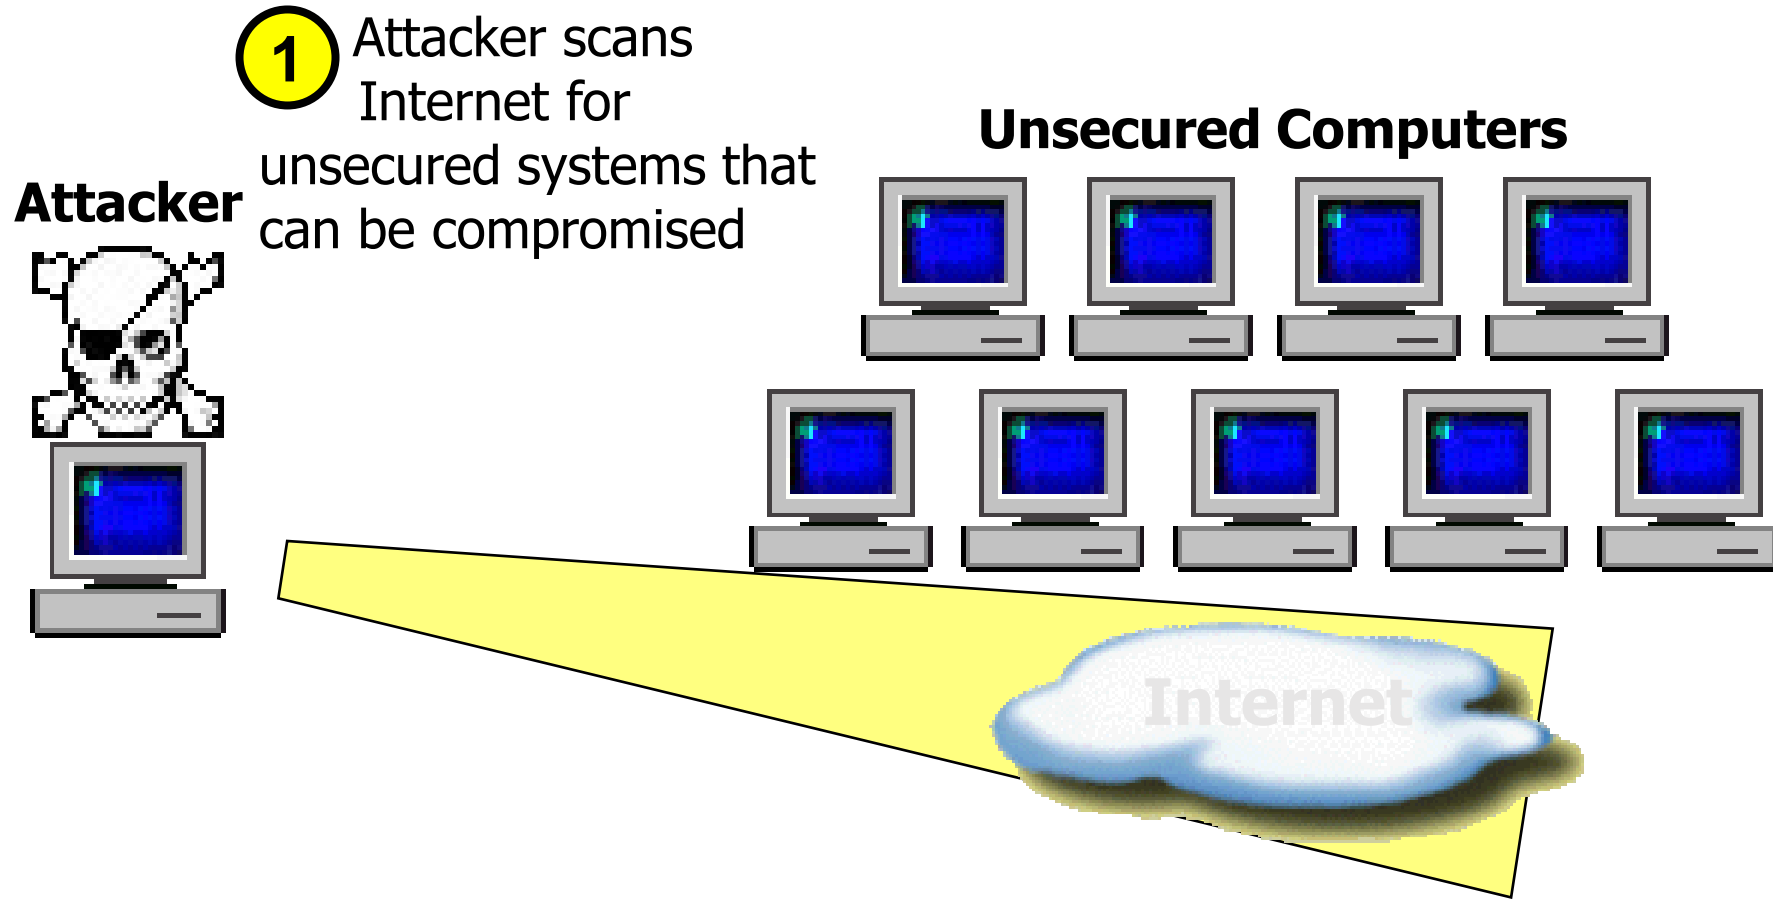 1 Attacker scans
Internet for
unsecured systems that
can be compromised
Unsecured Computers
Attacker
Internet